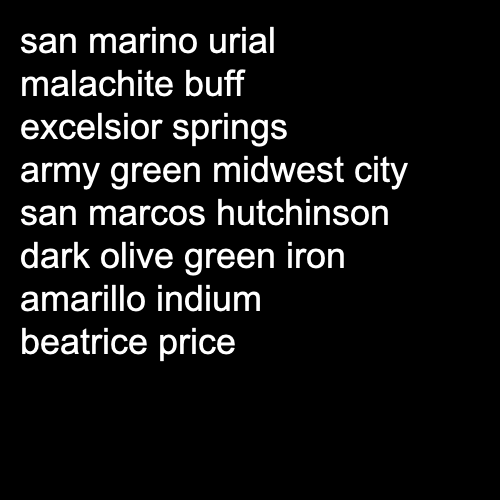 san marino urial
malachite buff
excelsior springs
army green midwest city
san marcos hutchinson
dark olive green iron
amarillo indium
beatrice price